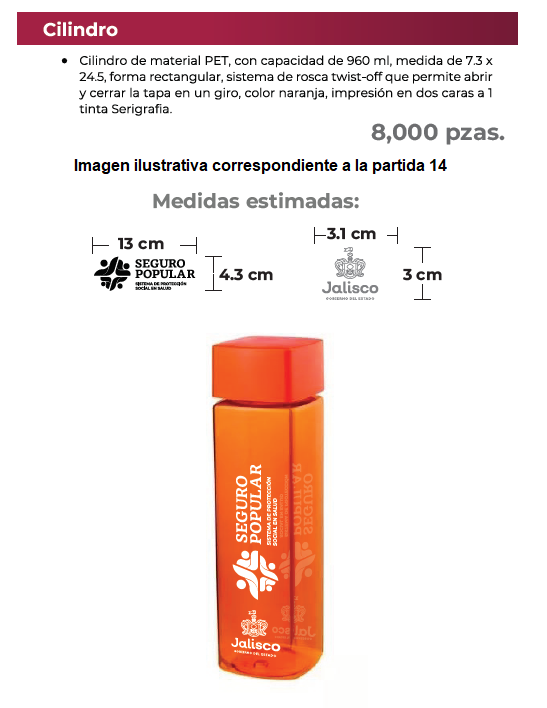 Cilindro
• Cilindro de material PET, con capacidad de 960 ml, medida de 7.3 x
24.5, forma rectangular, sistema de rosca twist-off que permite abrir
y cerrar la tapa en un giro, color naranja, impresión en dos caras a 1
tinta Serigrafia.
8,000 pzas.
Imagen ilustrativa correspondiente a la partida 14
Medidas estimadas:
13 cm
SEGURO
POPULAR
SISTEMA DE PROTECCIÓN
SOCIAL EN SALUD
4.3 cm
3.1 cm
Jalisco
GOBIERNO DEL ESTADO
3 cm
SEGURO
POPULAR
SISTEMA DE PROTECCIÓN
SOCIAL EN SALUD
Jalisco
GOBIERNO DEL ESTADO